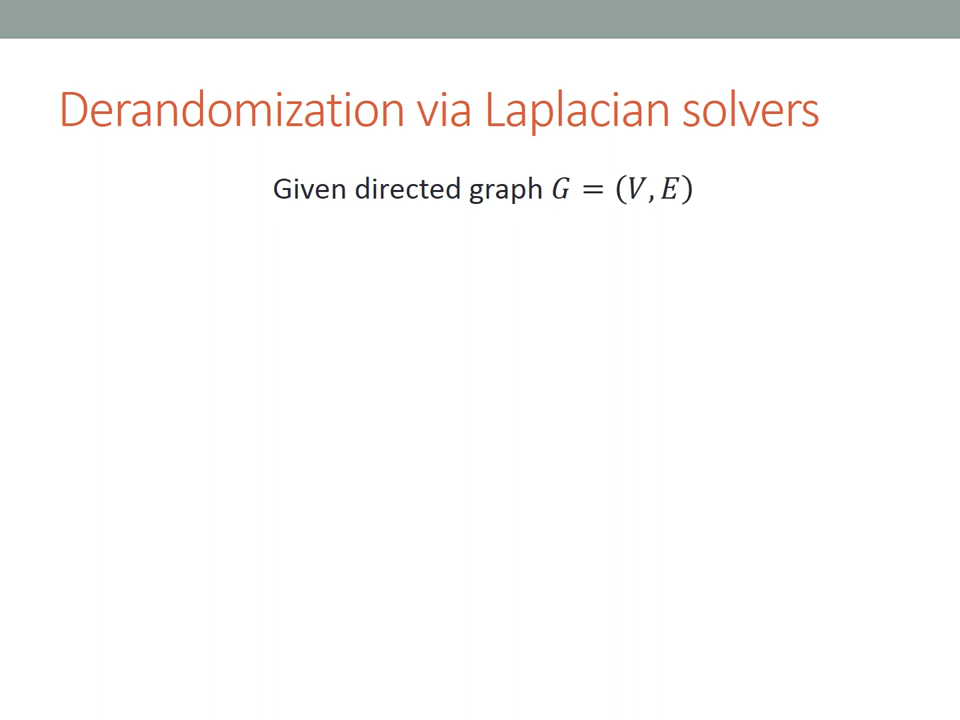 Derandomization via Laplacian solvers
Given directed graph G = (V, E)